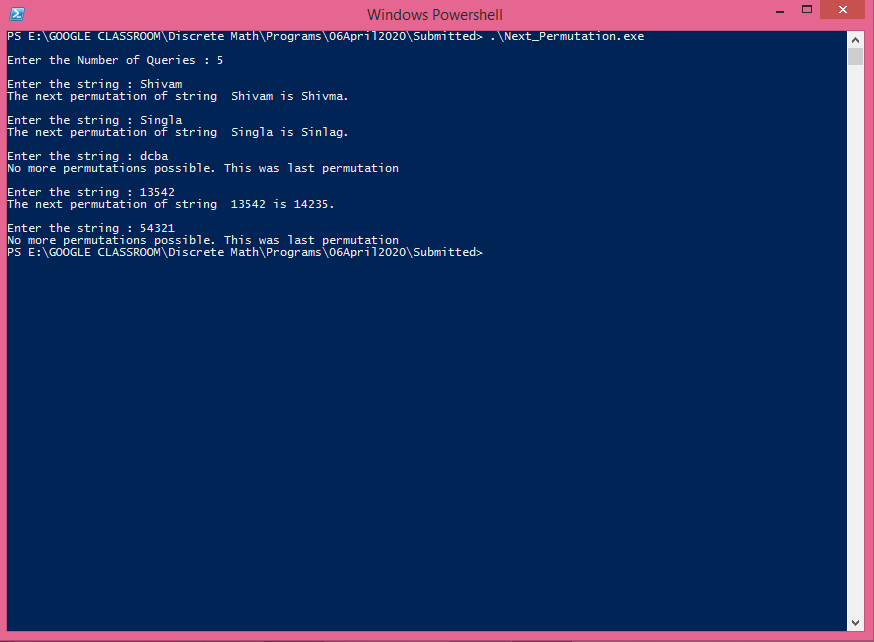 Windows Powershell
PS E:\GOOGLE CLASSROOM\Discrete Math\Programs\06April2020\Submitted> .\Next_Permutation.exe
Enter the Number of Queries : 5
Enter the string : Shivam
The next permutation of string  Shivam is Shivma.
Enter the string : Singla
The next permutation of string  Singla is Sinlag.
Enter the string : dcba
No more permutations possible. This was last permutation
Enter the string : 13542
The next permutation of string  13542 is 14235.
Enter the string : 54321
No more permutations possible. This was last permutation
PS E:\GOOGLE CLASSROOM\Discrete Math\Programs\06April2020\Submitted>